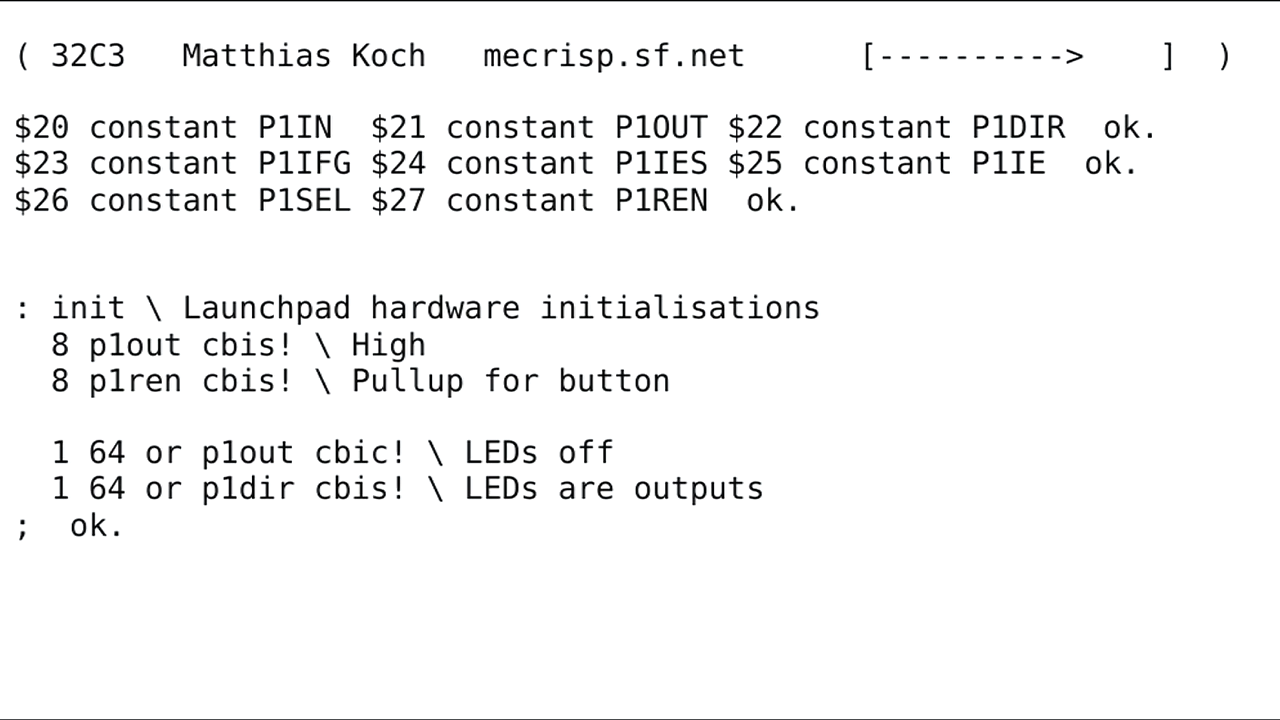 ( 32C3   Matthias Koch   mecrisp.sf.net      [---------->    ]  )
$20 constant P1IN  $21 constant P1OUT $22 constant P1DIR  ok.
$23 constant P1IFG $24 constant P1IES $25 constant P1IE  ok.
$26 constant P1SEL $27 constant P1REN  ok.
: init \ Launchpad hardware initialisations
  8 p1out cbis! \ High
  8 p1ren cbis! \ Pullup for button
  1 64 or p1out cbic! \ LEDs off
  1 64 or p1dir cbis! \ LEDs are outputs
;  ok.